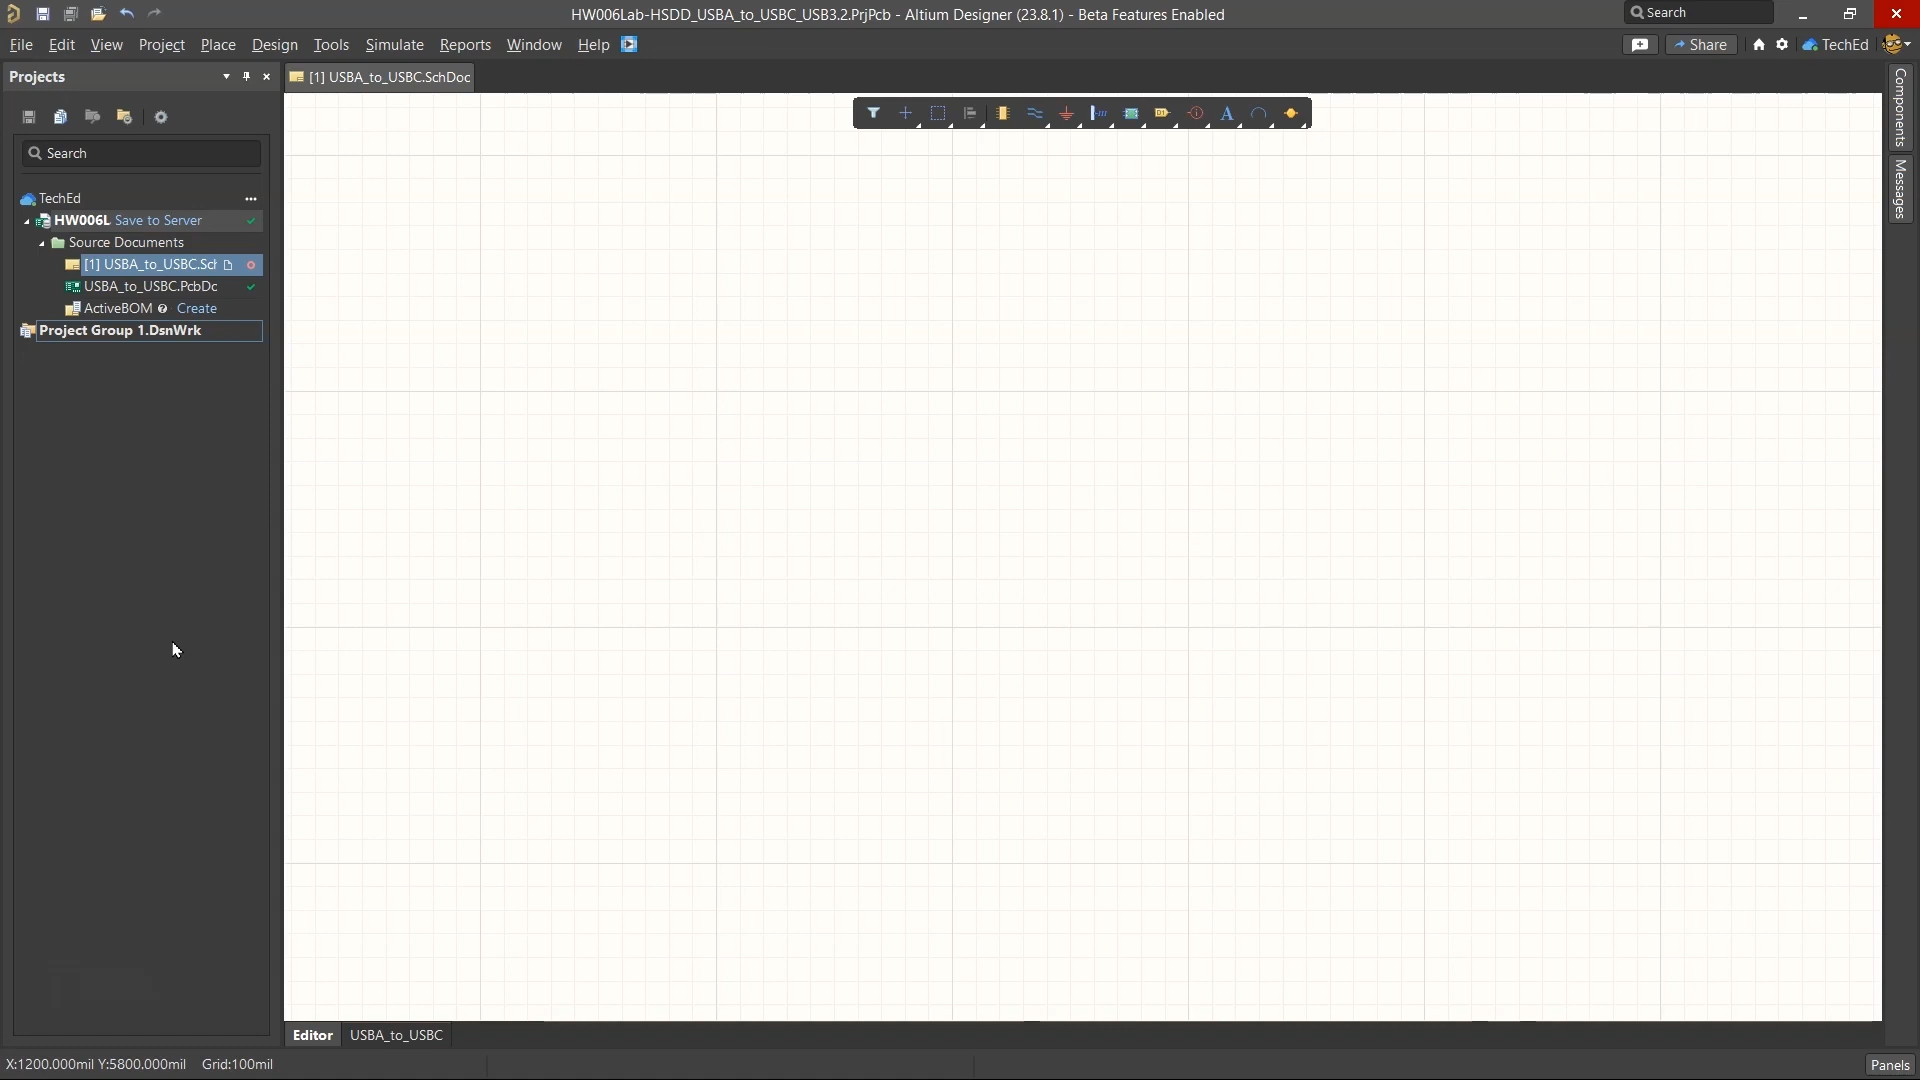 HW006Lab-HSDD_USBA_to_USBC_USB3.2.PrjPcb - Altium Designer (23.8.1) - Beta Features Enabled
Search
File Edit View Project Place Design Tools Simulate Reports Window Help
Share
TechEd
Projects
[1] USBA_to_USBC.SchDoc
Components
Messages
Search
TechEd
HW006L Save to Server
Source Documents
[1] USBA_to_USBC.Sch
USBA_to_USBC.PcbDc
ActiveBOM Create
Project Group 1.DsnWrk
Editor USBA_to_USBC
X:1200.000mil Y:5800.000mil Grid:100mil
Panels